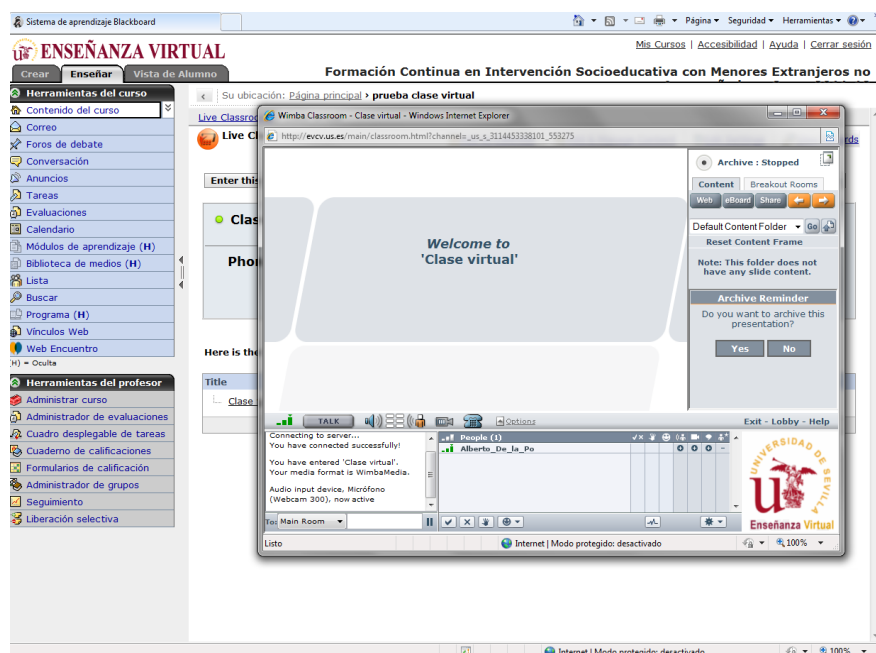 Sistema de aprendizaje Blackboard
Página
Seguridad
Herramientas
ENSEÑANZA VIRTUAL
Mis Cursos | Accesibilidad | Ayuda | Cerrar sesión
Crear
Enseñar
Vista de Alumno
Formación Continua en Intervención Socioeducativa con Menores Extranjeros no
Herramientas del curso
Contenido del curso
Correo
Foros de debate
Conversación
Anuncios
Tareas
Evaluaciones
Calendario
Módulos de aprendizaje (H)
Biblioteca de medios (H)
Lista
Buscar
Programa (H)
Vínculos Web
Web Encuentro
(H) = Oculta
Herramientas del profesor
Administrar curso
Administrador de evaluaciones
Cuadro desplegable de tareas
Cuaderno de calificaciones
Formularios de calificación
Administrador de grupos
Seguimiento
Liberación selectiva
Su ubicación: Página principal › prueba clase virtual
Live Classroo
Live Cl
rds
Enter this
Clas
Phon
Here is the
Title
Clase
Wimba Classroom - Clase virtual - Windows Internet Explorer
http://evcv.us.es/main/classroom.html?channel=_us_s_3114453338101_553275
Welcome to
'Clase virtual'
Archive : Stopped
Content
Breakout Rooms
Web
eBoard
Share
Default Content Folder
Go
Reset Content Frame
Note: This folder does not
have any slide content.
Archive Reminder
Do you want to archive this
presentation?
Yes
No
TALK
Options
Exit - Lobby - Help
Connecting to server...
You have connected successfully!
You have entered 'Clase virtual'.
Your media format is WimbaMedia.
Audio input device, Micrófono
(Webcam 300), now active
To: Main Room
People (1)
Alberto_De_la_Po
UNIVERSIDAD DE SEVILLA
Enseñanza Virtual
Listo
Internet | Modo protegido: desactivado
100%
Internet | Modo protegido: desactivado
100%